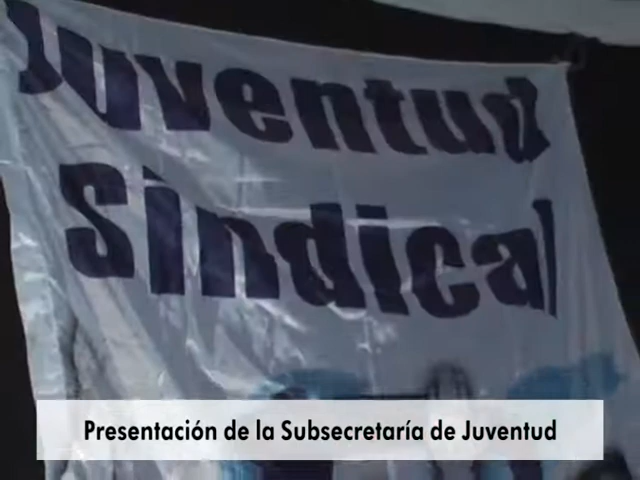 Juventud
Sindical
Presentación de la Subsecretaría de Juventud